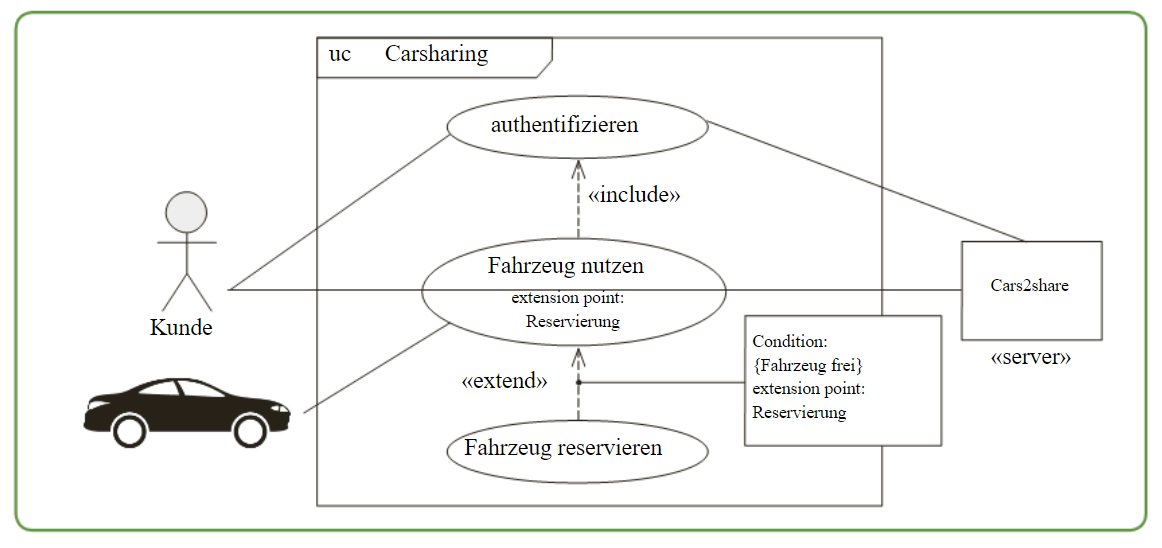 uc Carsharing
authentifizieren
«include»
Fahrzeug nutzen
extension point:
Reservierung
Kunde
Cars2share
«server»
«extend»
Condition:
{Fahrzeug frei}
extension point:
Reservierung
Fahrzeug reservieren